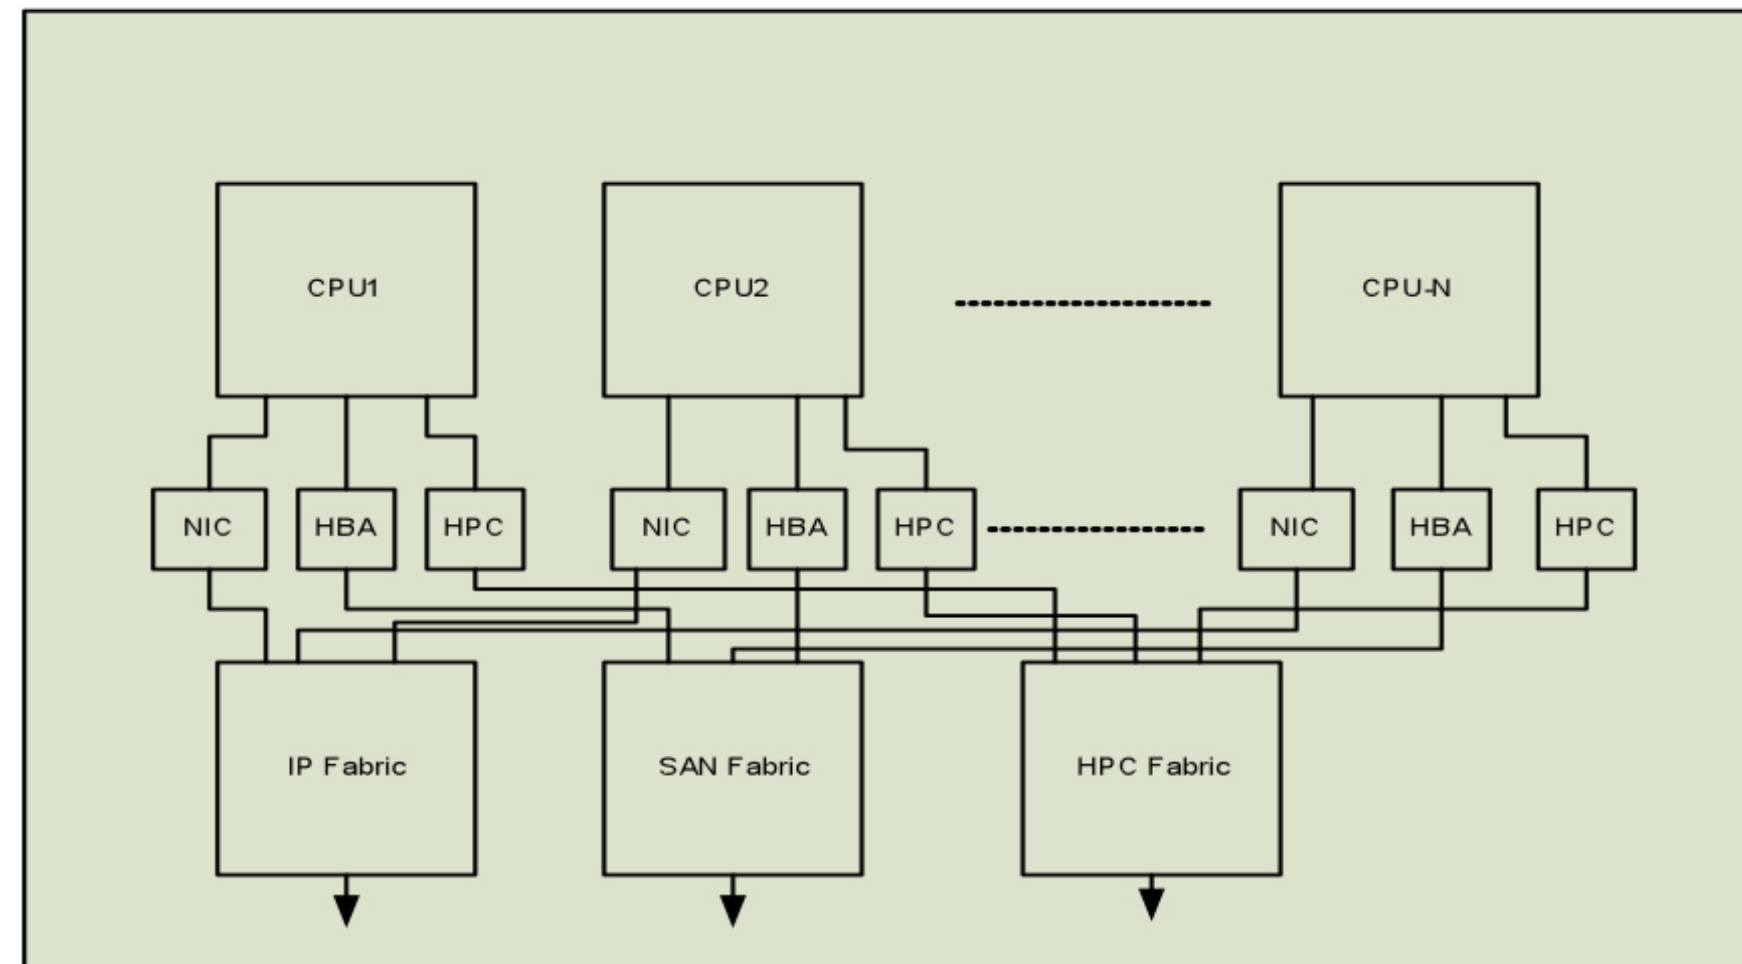 CPU1
CPU2
CPU-N
NIC
HBA
HPC
NIC
HBA
HPC
NIC
HBA
HPC
IP Fabric
SAN Fabric
HPC Fabric